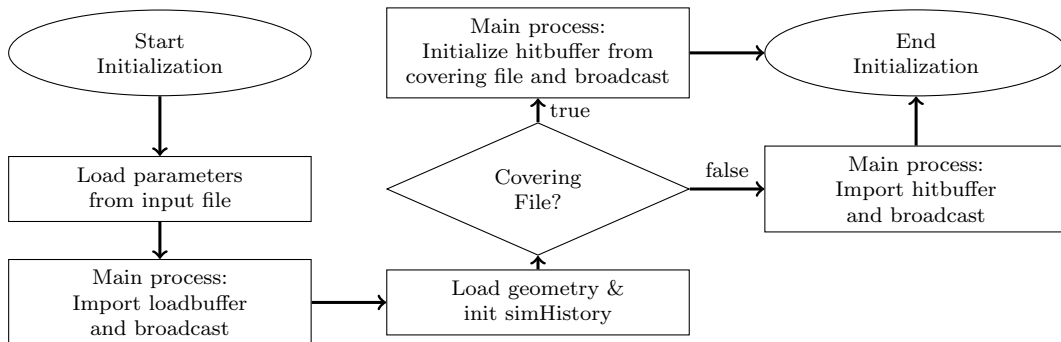 Start
Initialization
Load parameters
from input file
Main process:
Import loadbuffer
and broadcast
Load geometry &
init simHistory
Covering
File?
true
Main process:
Initialize hitbuffer from
covering file and broadcast
false
Main process:
Import hitbuffer
and broadcast
End
Initialization